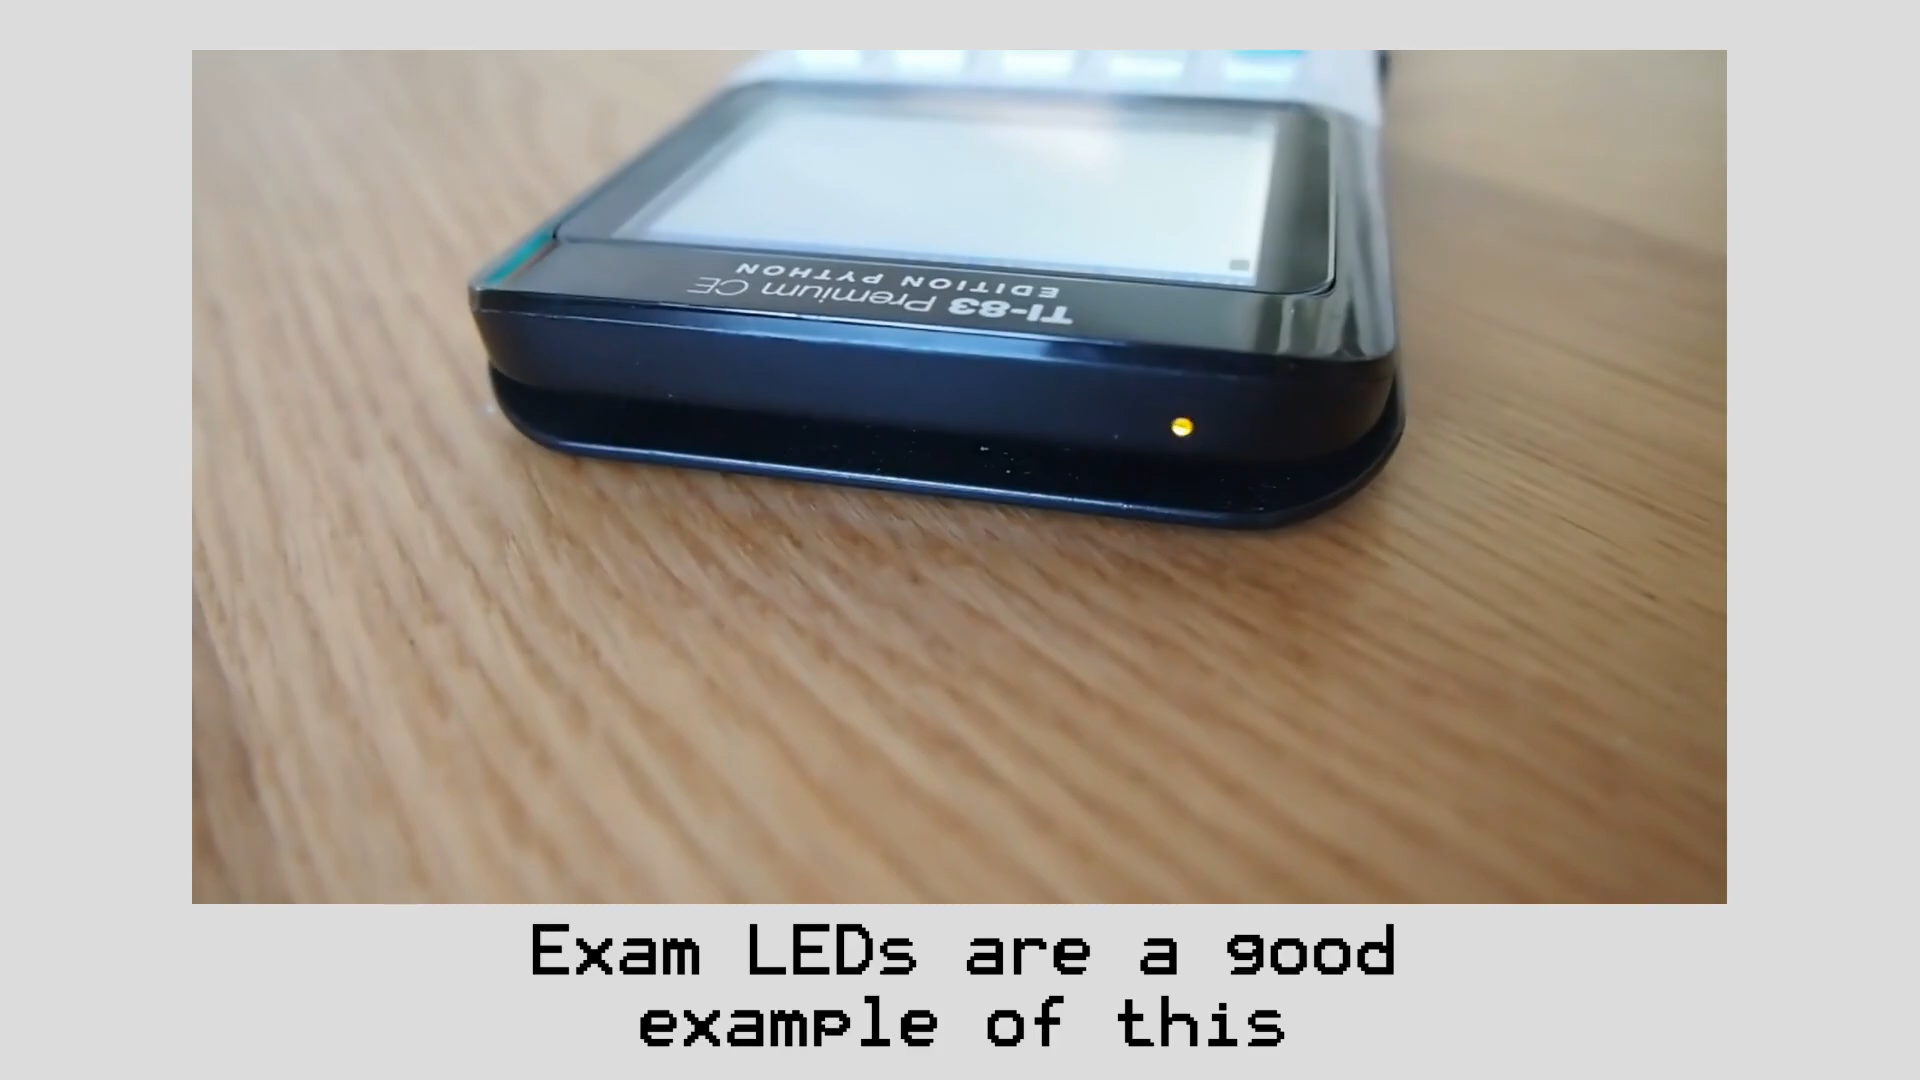 TI-83 Premium CE
EDITION PYTHON
Exam LEDs are a good
example of this